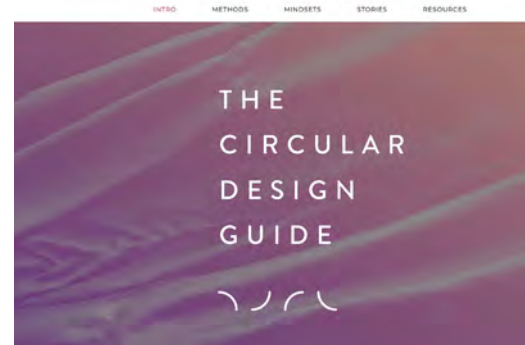 INTRO METHODS MINDSETS STORIES RESOURCES
THE
CIRCULAR
DESIGN
GUIDE